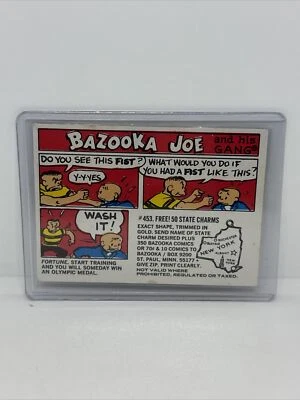 BAZOOKA JOE and his GANG®
DO YOU SEE THIS FIST?
Y-Y-YES
WHAT WOULD YOU DO IF
YOU HAD A FIST LIKE THIS?
WASH
IT!
#453. FREE! 50 STATE CHARMS
EXACT SHAPE, TRIMMED IN
GOLD. SEND NAME OF STATE
CHARM DESIRED PLUS
350 BAZOOKA COMICS
OR 70¢ & 10 COMICS TO
BAZOOKA / BOX 9200
ST. PAUL, MINN. 55177
GIVE ZIP. PRINT CLEARLY.
NOT VALID WHERE
PROHIBITED, REGULATED OR TAXED.
NEW YORK
ALBANY
NEW YORK
FORTUNE. START TRAINING
AND YOU WILL SOMEDAY WIN
AN OLYMPIC MEDAL.